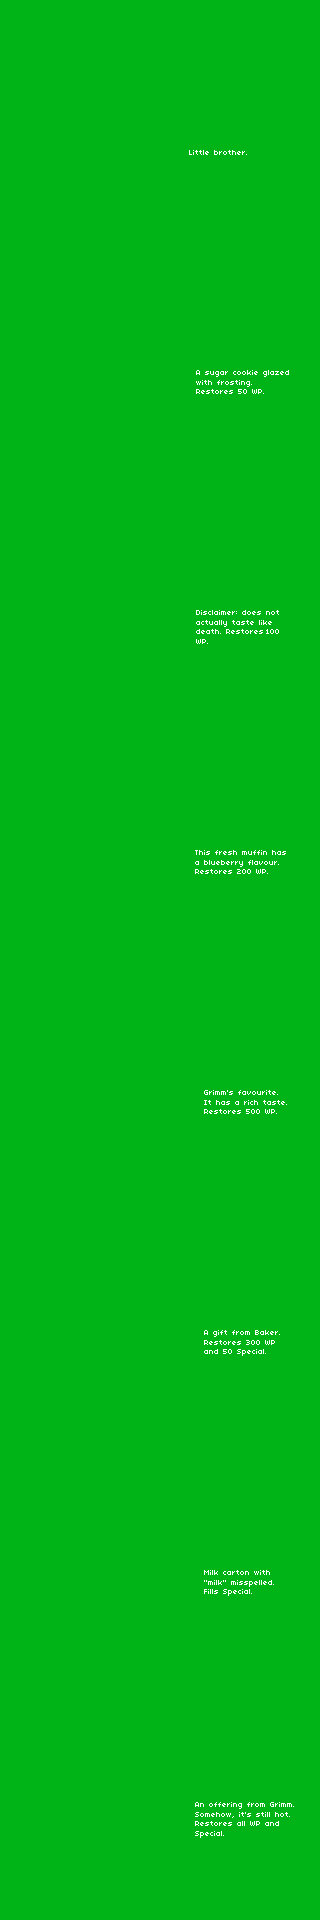 Little brother.
A sugar cookie glazed
with frosting.
Restores 50 WP.
Disclaimer: does not
actually taste like
death. Restores 100
WP.
This fresh muffin has
a blueberry flavour.
Restores 200 WP.
Grimm's favourite.
It has a rich taste.
Restores 500 WP.
A gift from Baker.
Restores 300 WP
and 50 Special.
Milk carton with
"milk" misspelled.
Fills Special.
An offering from Grimm.
Somehow, it's still hot.
Restores all WP and
Special.